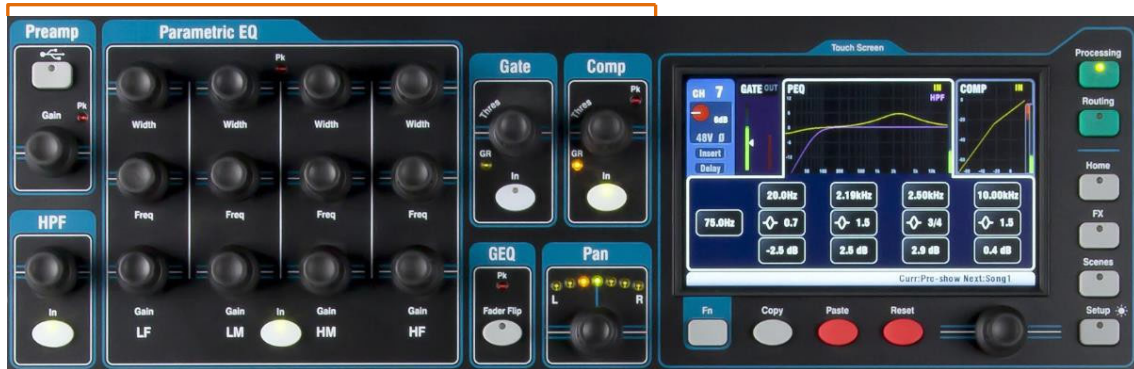 Preamp
Gain
Pk
HPF
In
Parametric EQ
Pk
Width
Width
Width
Width
Freq
Freq
Freq
Freq
Gain
Gain
In
Gain
Gain
LF
LM
HM
HF
Gate
Thres
GR
In
Comp
Pk
Thres
GR
In
GEQ
Pk
Fader Flip
Pan
L
R
Touch Screen
CH 7
6dB
48V Ø
Insert
Delay
GATE OUT
PEQ
IN
HPF
COMP
IN
20.0Hz
2.19kHz
2.50kHz
10.00kHz
75.0Hz
0.7
1.5
3/4
1.5
-2.5 dB
2.5 dB
2.9 dB
0.4 dB
Curr:Pre-show Next:Song1
Fn
Copy
Paste
Reset
Processing
Routing
Home
FX
Scenes
Setup